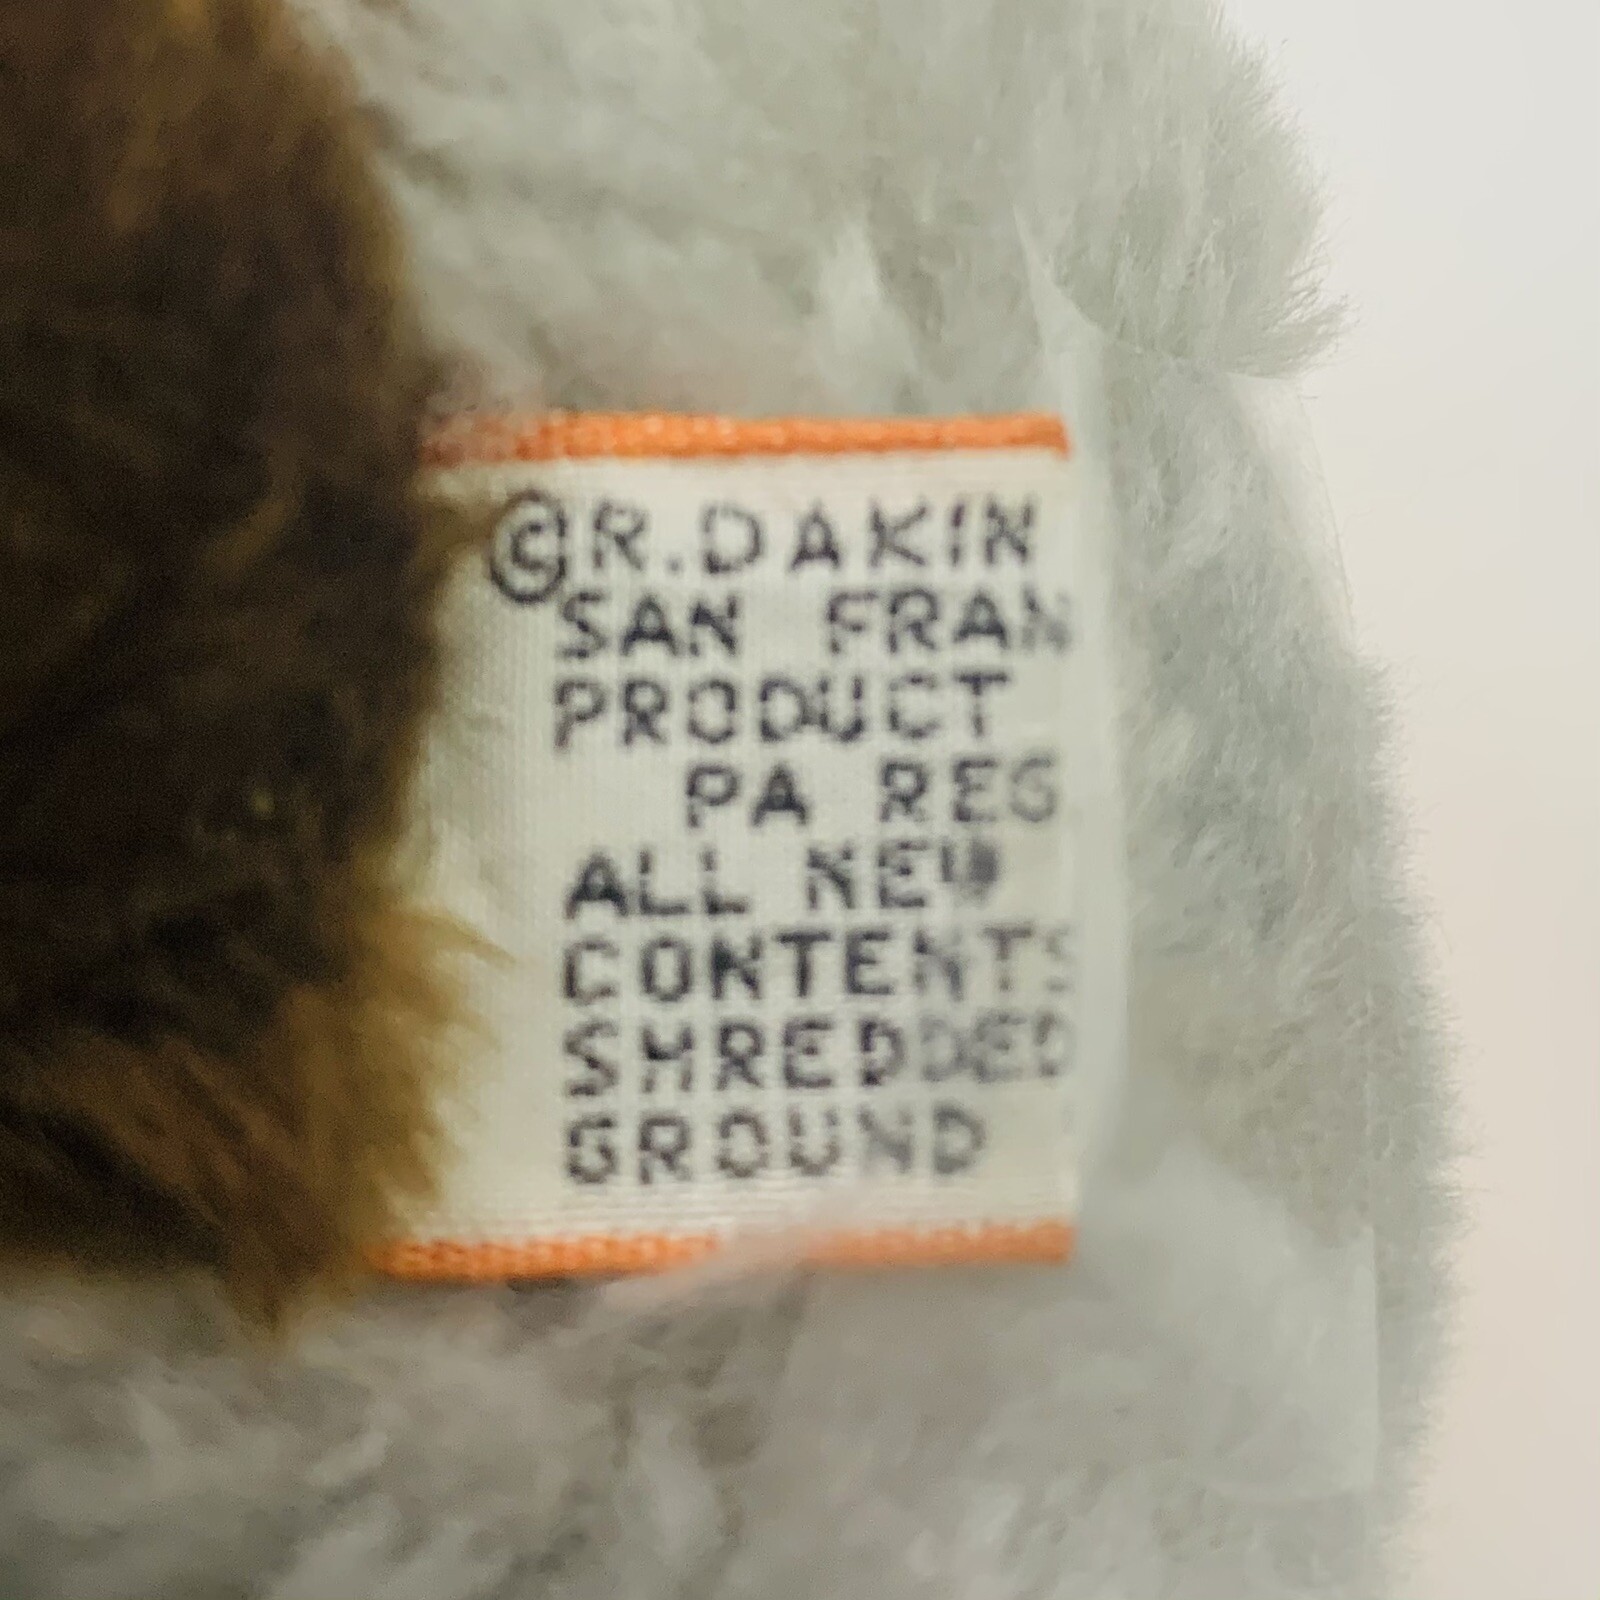 ©R.DAKIN
SAN FRAN
PRODUCT
PA REG
ALL NEW
CONTENTS
SHREDDED
GROUND